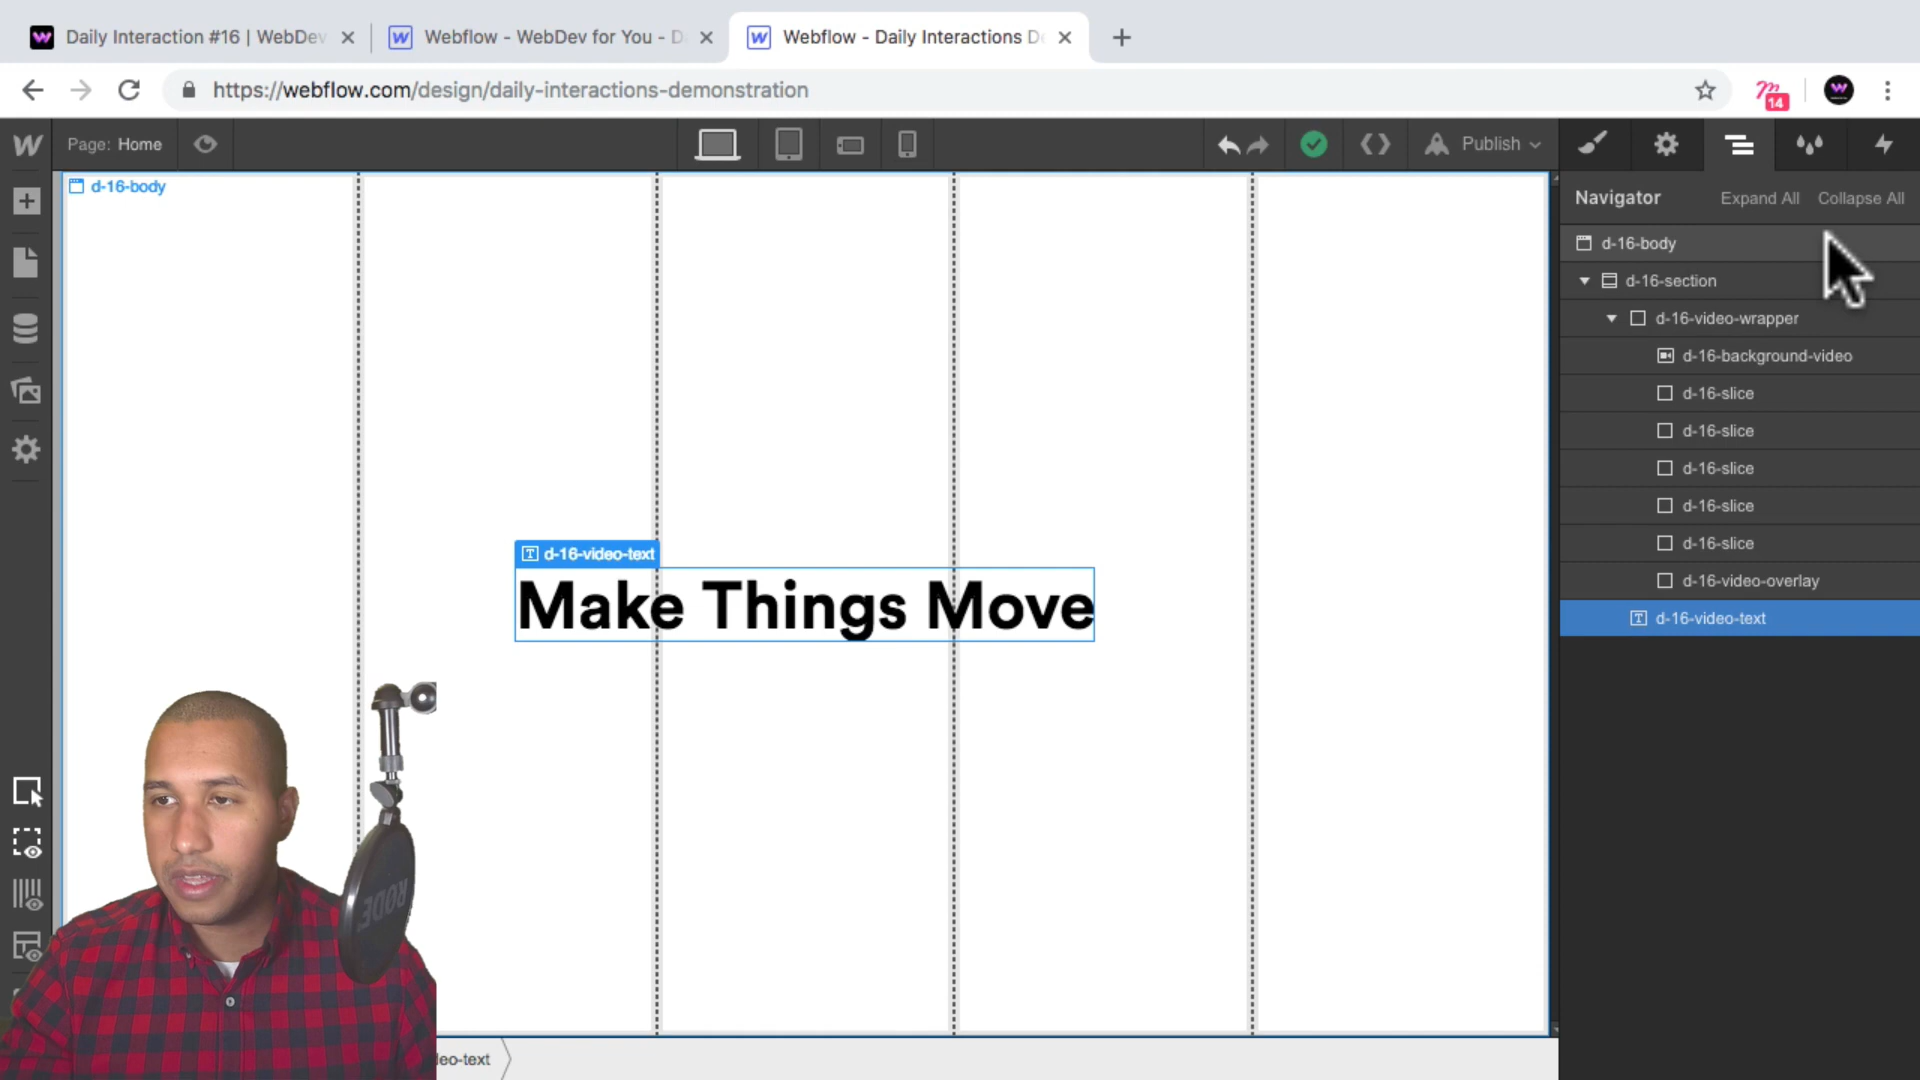 Daily Interaction #16 | WebDev
Webflow - WebDev for You - D
Webflow - Daily Interactions De
https://webflow.com/design/daily-interactions-demonstration
14
Page: Home
Publish
d-16-body
Navigator
Expand All
Collapse All
d-16-body
d-16-section
d-16-video-wrapper
d-16-background-video
d-16-slice
d-16-slice
d-16-slice
d-16-slice
d-16-slice
d-16-video-overlay
d-16-video-text
d-16-video-text
Make Things Move
RODE
eo-text